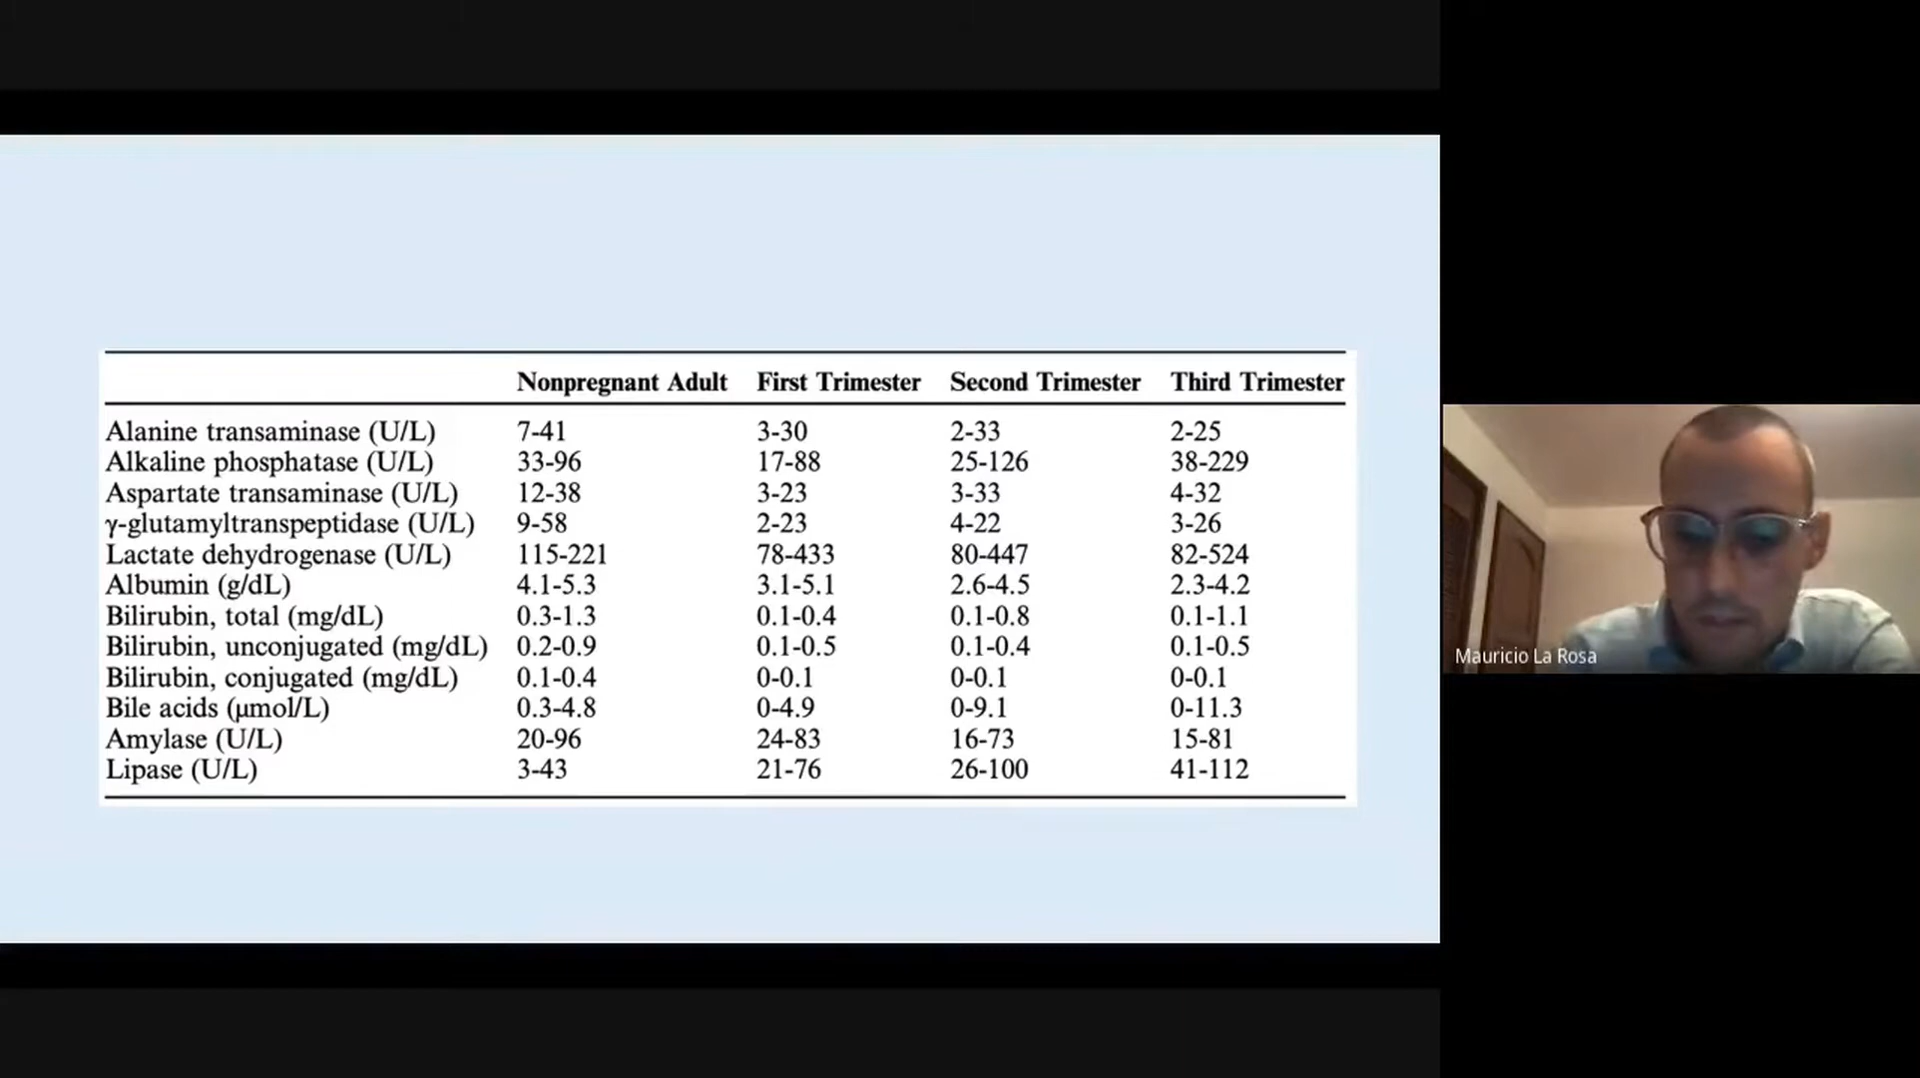 Nonpregnant Adult First Trimester Second Trimester Third Trimester
Alanine transaminase (U/L) 7-41 3-30 2-33 2-25
Alkaline phosphatase (U/L) 33-96 17-88 25-126 38-229
Aspartate transaminase (U/L) 12-38 3-23 3-33 4-32
γ-glutamyltranspeptidase (U/L) 9-58 2-23 4-22 3-26
Lactate dehydrogenase (U/L) 115-221 78-433 80-447 82-524
Albumin (g/dL) 4.1-5.3 3.1-5.1 2.6-4.5 2.3-4.2
Bilirubin, total (mg/dL) 0.3-1.3 0.1-0.4 0.1-0.8 0.1-1.1
Bilirubin, unconjugated (mg/dL) 0.2-0.9 0.1-0.5 0.1-0.4 0.1-0.5
Bilirubin, conjugated (mg/dL) 0.1-0.4 0-0.1 0-0.1 0-0.1
Bile acids (μmol/L) 0.3-4.8 0-4.9 0-9.1 0-11.3
Amylase (U/L) 20-96 24-83 16-73 15-81
Lipase (U/L) 3-43 21-76 26-100 41-112
Mauricio La Rosa